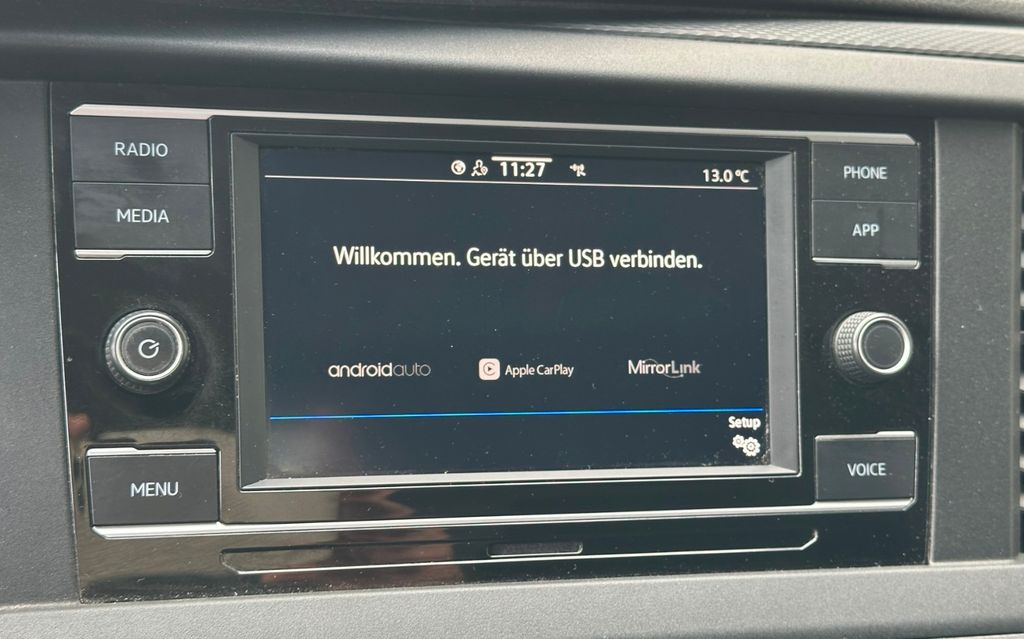 RADIO
MEDIA
MENU
11:27
13.0 °C
Willkommen. Gerät über USB verbinden.
androidauto
Apple CarPlay
MirrorLink
Setup
PHONE
APP
VOICE